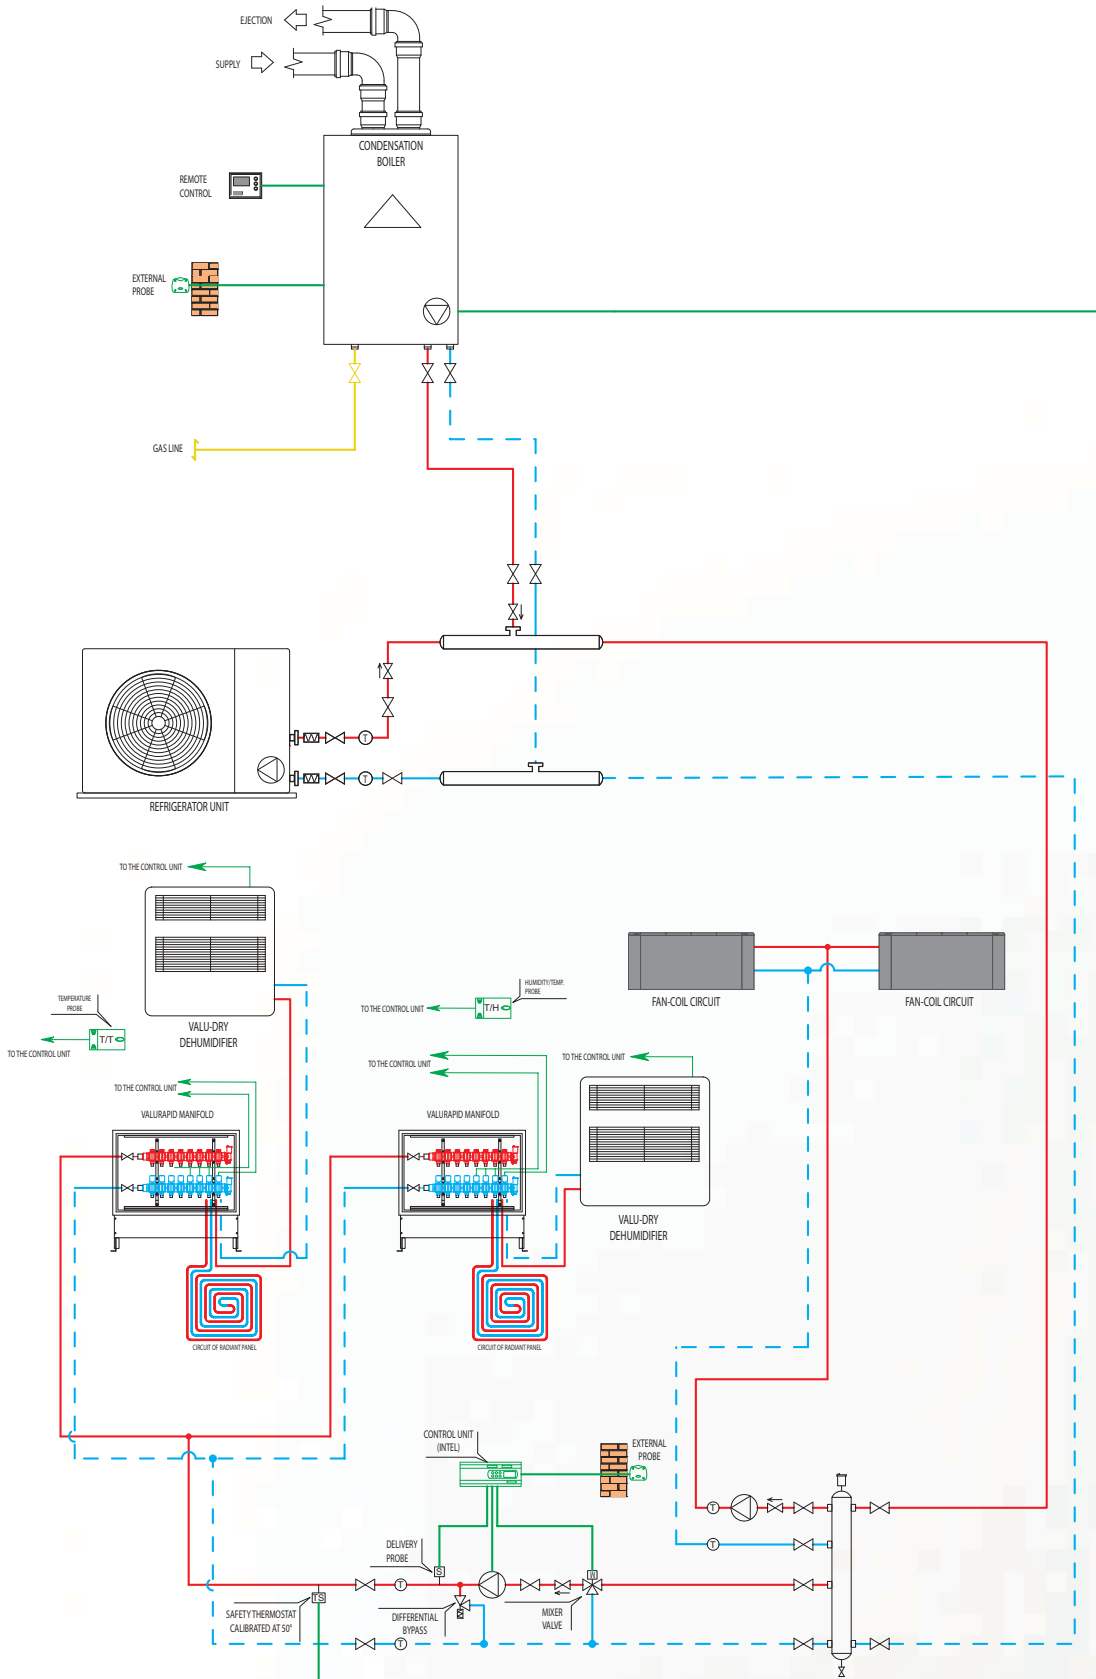 EJECTION
SUPPLY
CONDENSATION
BOILER
REMOTE
CONTROL
EXTERNAL
PROBE
GAS LINE
T
T
REFRIGERATOR UNIT
TO THE CONTROL UNIT
FAN-COIL CIRCUIT
FAN-COIL CIRCUIT
HUMIDITY/TEMP.
PROBE
TO THE CONTROL UNIT
T/H
TEMPERATURE
PROBE
T/T
TO THE CONTROL UNIT
VALU-DRY
DEHUMIDIFIER
TO THE CONTROL UNIT
TO THE CONTROL UNIT
TO THE CONTROL UNIT
VALURAPID MANIFOLD
VALURAPID MANIFOLD
VALU-DRY
DEHUMIDIFIER
CIRCUIT OF RADIANT PANEL
CIRCUIT OF RADIANT PANEL
CONTROL UNIT
(INTEL)
EXTERNAL
PROBE
T
T
DELIVERY
PROBE
S
M
T
TS
SAFETY THERMOSTAT
CALIBRATED AT 50°
DIFFERENTIAL
BYPASS
MIXER
VALVE
T